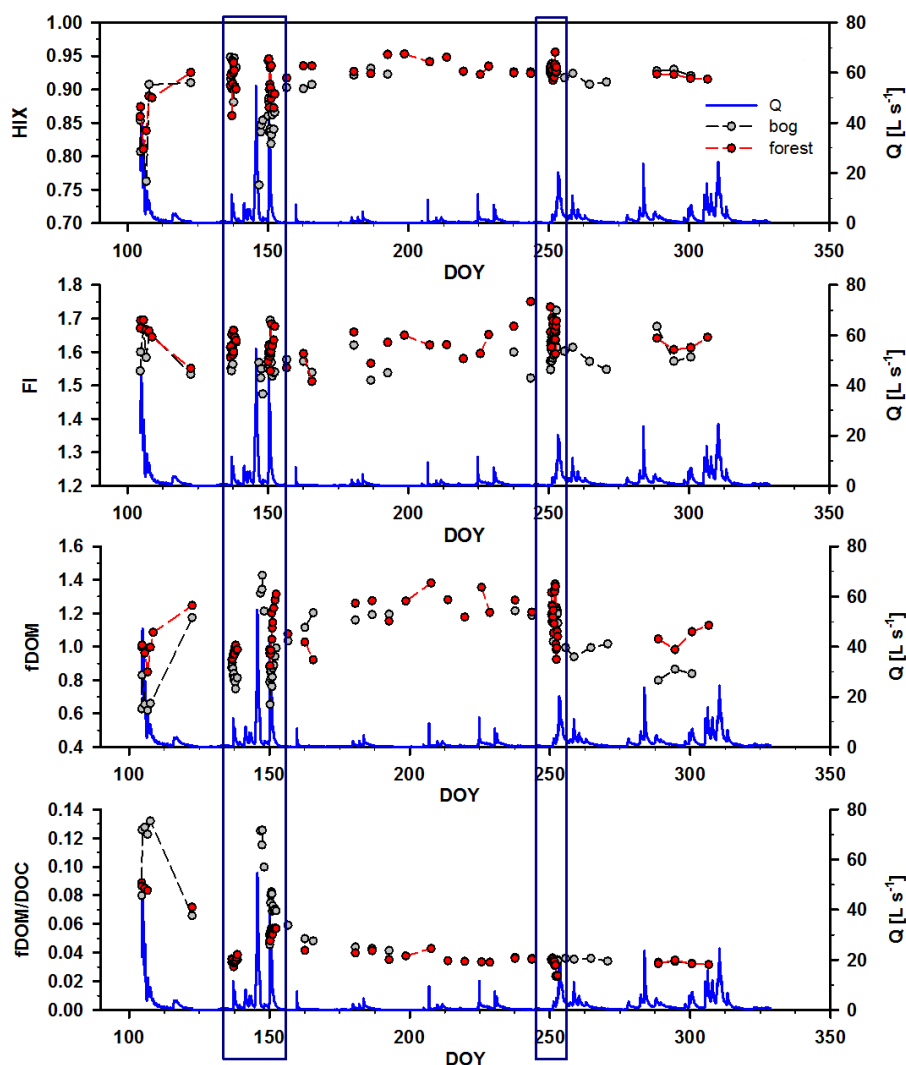 1.00 80
0.95
0.90 60
0.85 40
0.80
0.75 20
0.70 0
HIX
Q [L s-1]
Q
bog
forest
100 150 200 250 300 350
DOY
1.8 80
1.7
1.6 60
1.5 40
1.4
1.3 20
1.2 0
FI
Q [L s-1]
100 150 200 250 300 350
DOY
1.6 80
1.4
1.2 60
1.0 40
0.8
0.6 20
0.4 0
fDOM
Q [L s-1]
100 150 200 250 300 350
DOY
0.14 80
0.12
0.10 60
0.08
0.06 40
0.04 20
0.02
0.00 0
fDOM/DOC
Q [L s-1]
100 150 200 250 300 350
DOY